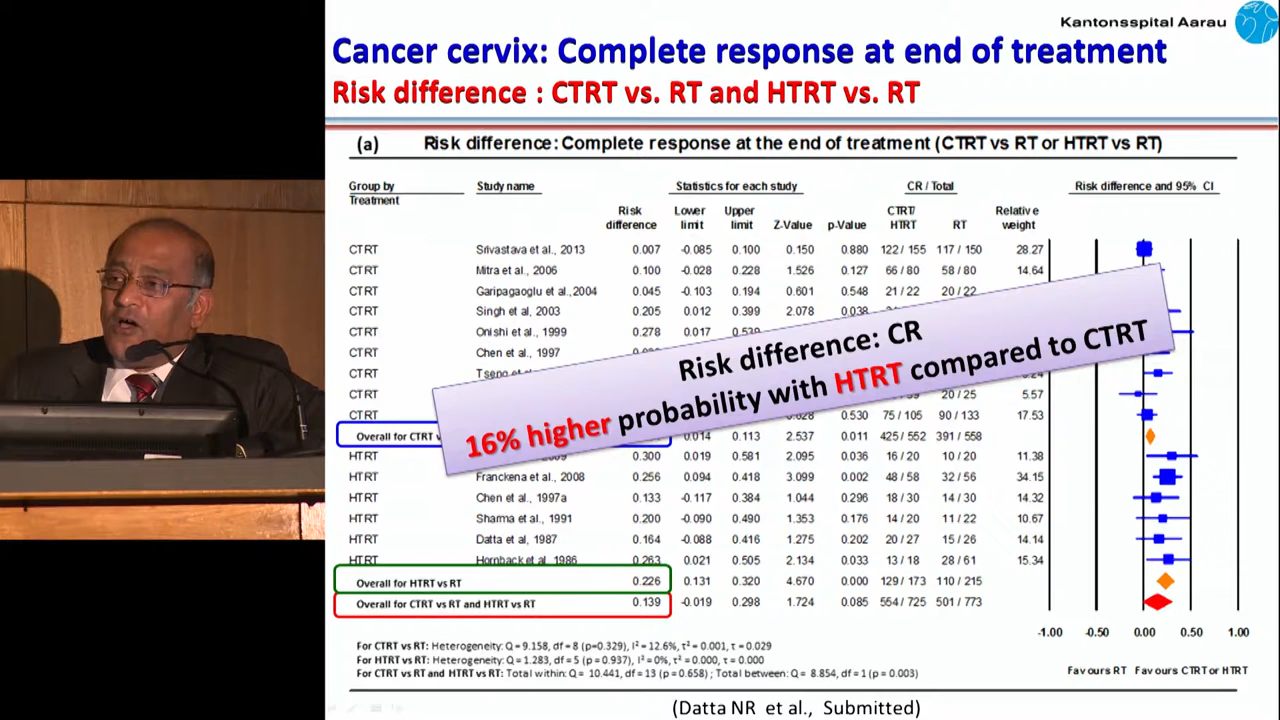 Kantonsspital Aarau
Cancer cervix: Complete response at end of treatment
Risk difference : CTRT vs. RT and HTRT vs. RT
(a) Risk difference: Complete response at the end of treatment (CTRT vs RT or HTRT vs RT)
Group by Treatment Study name Statistics for each study CR / Total Risk difference and 95% CI
Risk difference Lower limit Upper limit Z-Value p-Value CTRT/ HTRT RT Relative weight
CTRT Srivastava et al., 2013 0.007 -0.085 0.100 0.150 0.880 122 / 155 117 / 150 28.27
CTRT Mitra et al., 2006 0.100 -0.028 0.228 1.526 0.127 66 / 80 58 / 80 14.64
CTRT Garipagaoglu et al.,2004 0.045 -0.103 0.194 0.601 0.548 21 / 22 20 / 22
CTRT Singh et al, 2003 0.205 0.012 0.399 2.078 0.038
CTRT Onishi et al., 1999 0.278 0.017
CTRT Chen et al., 1997
CTRT Tseng et al.
CTRT 20 / 25 5.57
CTRT 0.530 75 / 105 90 / 133 17.53
Overall for CTRT 0.014 0.113 2.537 0.011 425 / 552 391 / 558
HTRT 0.300 0.019 0.581 2.095 0.036 16 / 20 10 / 20 11.38
HTRT Franckena et al., 2008 0.256 0.094 0.418 3.099 0.002 48 / 58 32 / 56 34.15
HTRT Chen et al., 1997a 0.133 -0.117 0.384 1.044 0.296 18 / 30 14 / 30 14.32
HTRT Sharma et al., 1991 0.200 -0.090 0.490 1.353 0.176 14 / 20 11 / 22 10.67
HTRT Datta et al, 1987 0.164 -0.088 0.416 1.275 0.202 20 / 27 15 / 26 14.14
HTRT Hornback et al, 1986 0.263 0.021 0.505 2.134 0.033 13 / 18 28 / 61 15.34
Overall for HTRT vs RT 0.226 0.131 0.320 4.670 0.000 129 / 173 110 / 215
Overall for CTRT vs RT and HTRT vs RT 0.139 -0.019 0.298 1.724 0.085 554 / 725 501 / 773
Risk difference: CR
16% higher probability with HTRT compared to CTRT
-1.00 -0.50 0.00 0.50 1.00
Favours RT Favours CTRT or HTRT
For CTRT vs RT: Heterogeneity: Q = 9.158, df = 8 (p=0.329), I² = 12.6%, τ² = 0.001, τ = 0.029
For HTRT vs RT: Heterogeneity: Q = 1.283, df = 5 (p=0.937), I² =0%, τ² = 0.000, τ = 0.000
For CTRT vs RT and HTRT vs RT: Total within: Q = 10.441, df = 13 (p = 0.658) ; Total between: Q = 8.854, df = 1 (p = 0.003)
(Datta NR et al., Submitted)